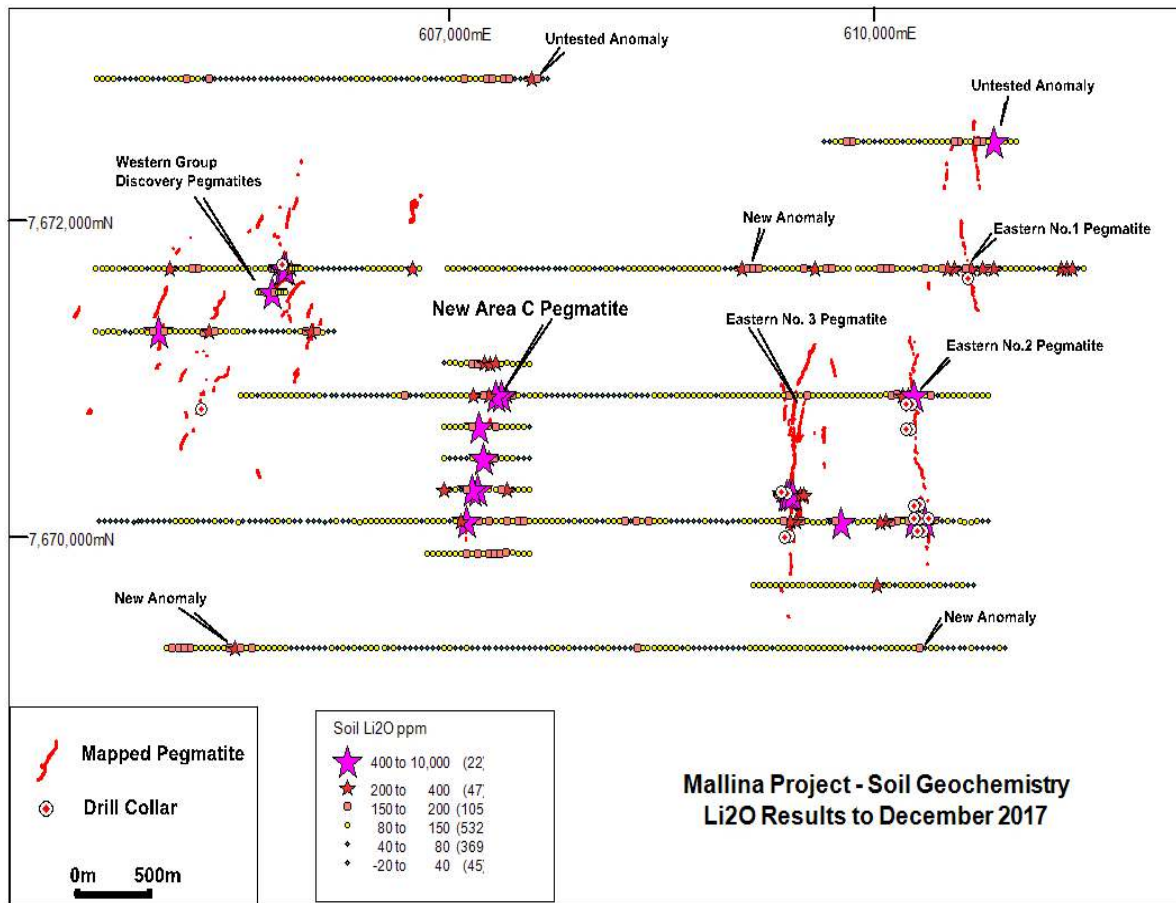 607,000mE
610,000mE
Untested Anomaly
Untested Anomaly
Western Group
Discovery Pegmatites
7,672,000mN
New Anomaly
Eastern No.1 Pegmatite
New Area C Pegmatite
Eastern No. 3 Pegmatite
Eastern No.2 Pegmatite
7,670,000mN
New Anomaly
New Anomaly
Mapped Pegmatite
Drill Collar
0m 500m
Soil Li2O ppm
400 to 10,000 (22)
200 to 400 (47)
150 to 200 (105
80 to 150 (532
40 to 80 (369
-20 to 40 (45)
Mallina Project - Soil Geochemistry
Li2O Results to December 2017